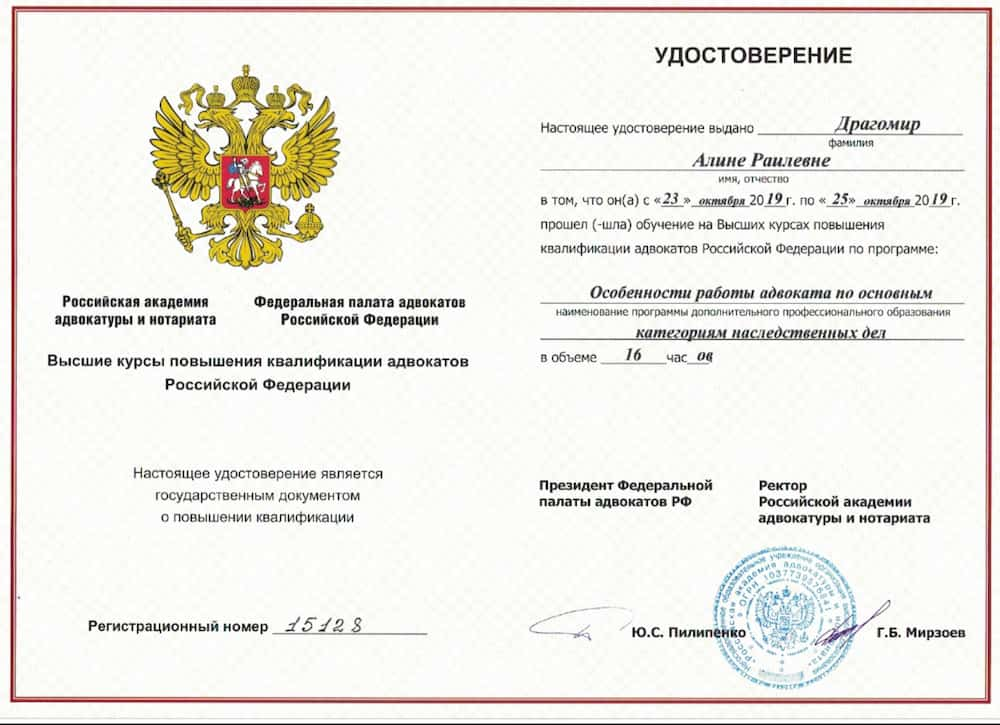 Российская академия
адвокатуры и нотариата
Федеральная палата адвокатов
Российской Федерации
Высшие курсы повышения квалификации адвокатов
Российской Федерации
Настоящее удостоверение является
государственным документом
о повышении квалификации
Регистрационный номер 15128
УДОСТОВЕРЕНИЕ
Настоящее удостоверение выдано Драгомир
фамилия
Алине Раилевне
имя, отчество
в том, что он(а) с «23» октября 2019 г. по «25» октября 2019 г.
прошел (-шла) обучение на Высших курсах повышения
квалификации адвокатов Российской Федерации по программе:
Особенности работы адвоката по основным
наименование программы дополнительного профессионального образования
категориям наследственных дел
в объеме 16 часов
Президент Федеральной
палаты адвокатов РФ
Ректор
Российской академии
адвокатуры и нотариата
Ю.С. Пилипенко
Г.Б. Мирзоев